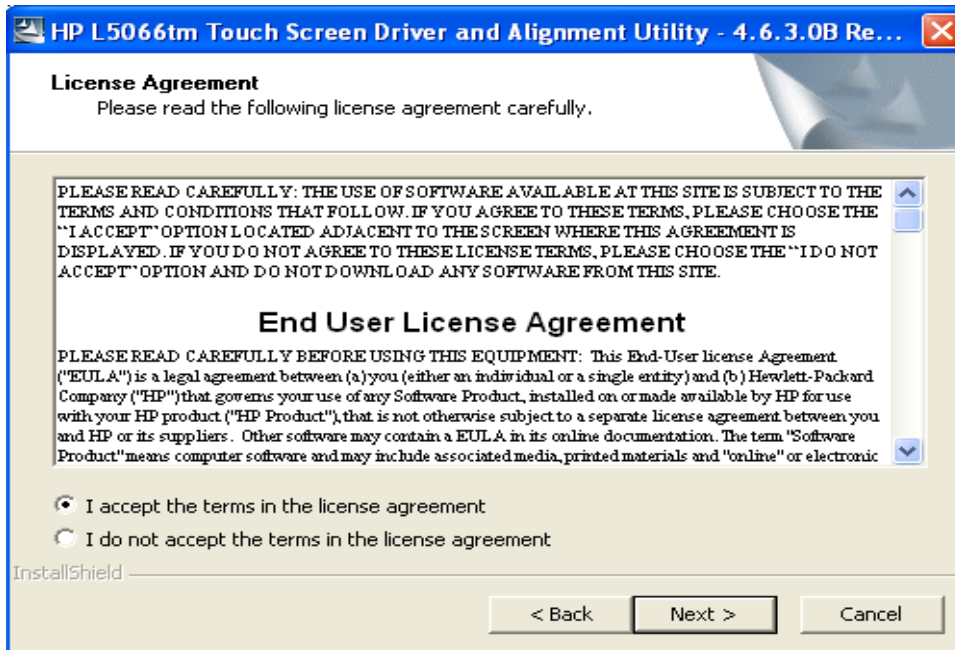 HP L5066tm Touch Screen Driver and Alignment Utility - 4.6.3.0B Re...
License Agreement
Please read the following license agreement carefully.
PLEASE READ CAREFULLY: THE USE OF SOFTWARE AVAILABLE AT THIS SITE IS SUBJECT TO THE
TERMS AND CONDITIONS THAT FOLLOW. IF YOU AGREE TO THESE TERMS, PLEASE CHOOSE THE
``I ACCEPT'' OPTION LOCATED ADJACENT TO THE SCREEN WHERE THIS AGREEMENT IS
DISPLAYED. IF YOU DO NOT AGREE TO THESE LICENSE TERMS, PLEASE CHOOSE THE ``I DO NOT
ACCEPT'' OPTION AND DO NOT DOWNLOAD ANY SOFTWARE FROM THIS SITE.
End User License Agreement
PLEASE READ CAREFULLY BEFORE USING THIS EQUIPMENT: This End-User license Agreement
("EULA") is a legal agreement between (a) you (either an individual or a single entity) and (b) Hewlett-Packard
Company ("HP") that governs your use of any Software Product, installed on or made available by HP for use
with your HP product ("HP Product"), that is not otherwise subject to a separate license agreement between you
and HP or its suppliers. Other software may contain a EULA in its online documentation. The term "Software
Product" means computer software and may include associated media, printed materials and "online" or electronic
I accept the terms in the license agreement
I do not accept the terms in the license agreement
InstallShield
< Back
Next >
Cancel